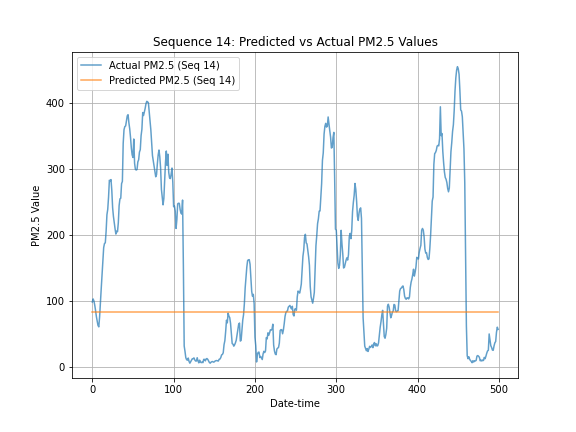 Sequence 14: Predicted vs Actual PM2.5 Values
Actual PM2.5 (Seq 14)
Predicted PM2.5 (Seq 14)
PM2.5 Value
400
300
200
100
0
0 100 200 300 400 500
Date-time